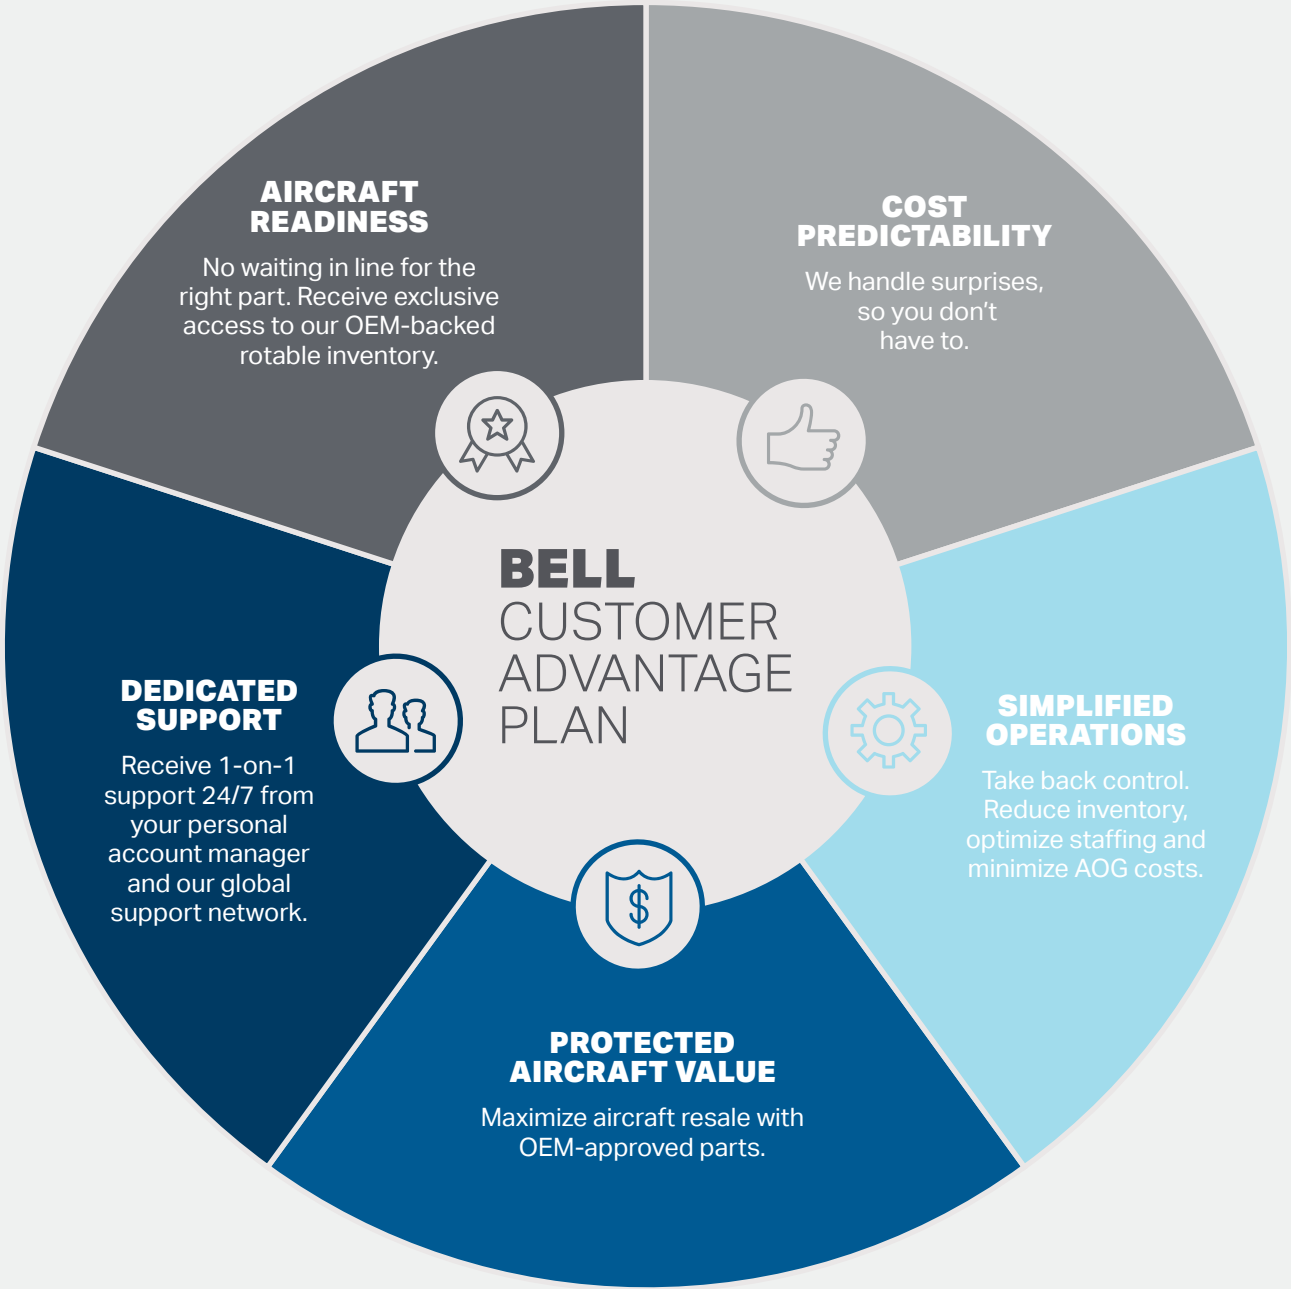 AIRCRAFT
READINESS
No waiting in line for the
right part. Receive exclusive
access to our OEM-backed
rotable inventory.
COST
PREDICTABILITY
We handle surprises,
so you don't
have to.
BELL
CUSTOMER
ADVANTAGE
PLAN
DEDICATED
SUPPORT
Receive 1-on-1
support 24/7 from
your personal
account manager
and our global
support network.
SIMPLIFIED
OPERATIONS
Take back control.
Reduce inventory,
optimize staffing and
minimize AOG costs.
$
PROTECTED
AIRCRAFT VALUE
Maximize aircraft resale with
OEM-approved parts.